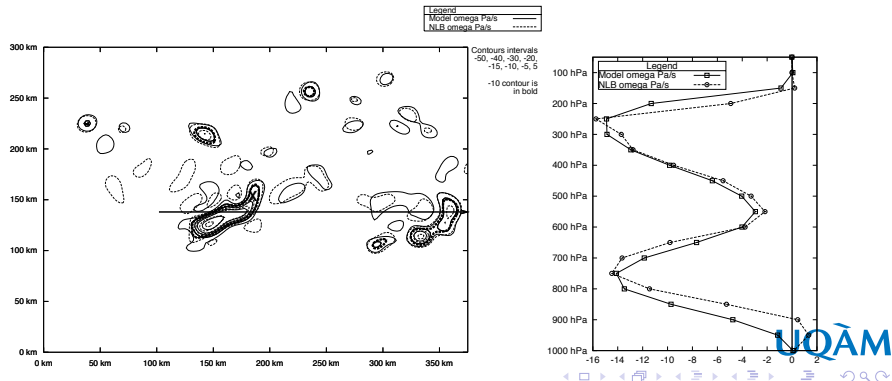 Legend
Model omega Pa/s
NLB omega Pa/s
300 km
250 km
200 km
150 km
100 km
50 km
0 km
0 km 50 km 100 km 150 km 200 km 250 km 300 km 350 km
Contours intervals
-50, -40, -30, -20,
-15, -10, -5, 5
-10 contour is
in bold
Legend
Model omega Pa/s
NLB omega Pa/s
100 hPa
200 hPa
300 hPa
400 hPa
500 hPa
600 hPa
700 hPa
800 hPa
900 hPa
1000 hPa
-16 -14 -12 -10 -8 -6 -4 -2 0 2
UQÀM